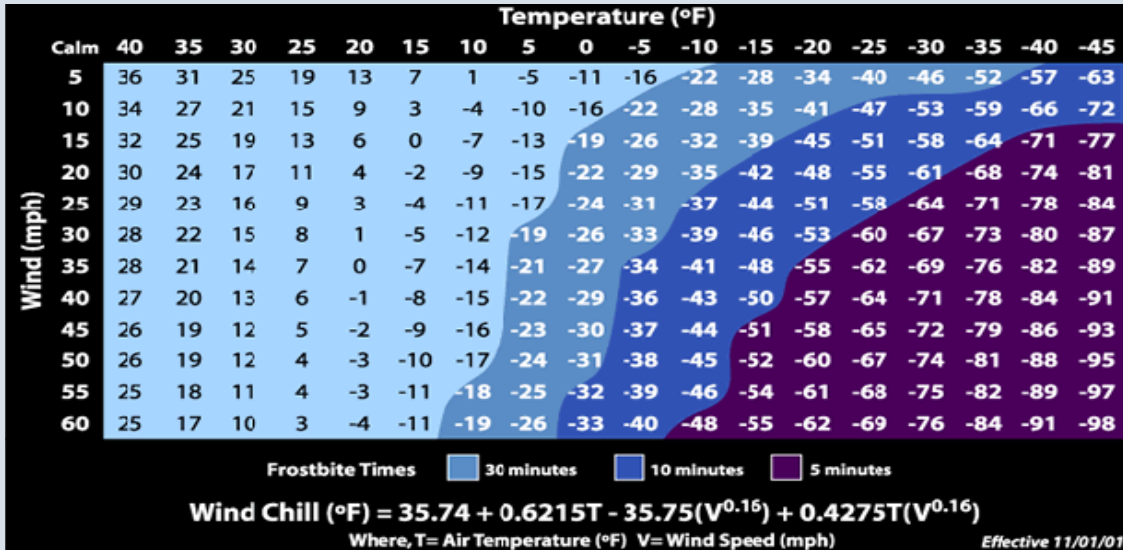 Temperature (ºF)
Calm 40 35 30 25 20 15 10 5 0 -5 -10 -15 -20 -25 -30 -35 -40 -45
5 36 31 25 19 13 7 1 -5 -11 -16 -22 -28 -34 -40 -46 -52 -57 -63
10 34 27 21 15 9 3 -4 -10 -16 -22 -28 -35 -41 -47 -53 -59 -66 -72
15 32 25 19 13 6 0 -7 -13 -19 -26 -32 -39 -45 -51 -58 -64 -71 -77
20 30 24 17 11 4 -2 -9 -15 -22 -29 -35 -42 -48 -55 -61 -68 -74 -81
25 29 23 16 9 3 -4 -11 -17 -24 -31 -37 -44 -51 -58 -64 -71 -78 -84
30 28 22 15 8 1 -5 -12 -19 -26 -33 -39 -46 -53 -60 -67 -73 -80 -87
35 28 21 14 7 0 -7 -14 -21 -27 -34 -41 -48 -55 -62 -69 -76 -82 -89
40 27 20 13 6 -1 -8 -15 -22 -29 -36 -43 -50 -57 -64 -71 -78 -84 -91
45 26 19 12 5 -2 -9 -16 -23 -30 -37 -44 -51 -58 -65 -72 -79 -86 -93
50 26 19 12 4 -3 -10 -17 -24 -31 -38 -45 -52 -60 -67 -74 -81 -88 -95
55 25 18 11 4 -3 -11 -18 -25 -32 -39 -46 -54 -61 -68 -75 -82 -89 -97
60 25 17 10 3 -4 -11 -19 -26 -33 -40 -48 -55 -62 -69 -76 -84 -91 -98
Wind (mph)
Frostbite Times 30 minutes 10 minutes 5 minutes
Wind Chill (ºF) = 35.74 + 0.6215T - 35.75(V^0.16) + 0.4275T(V^0.16)
Where, T= Air Temperature (ºF) V= Wind Speed (mph) Effective 11/01/01